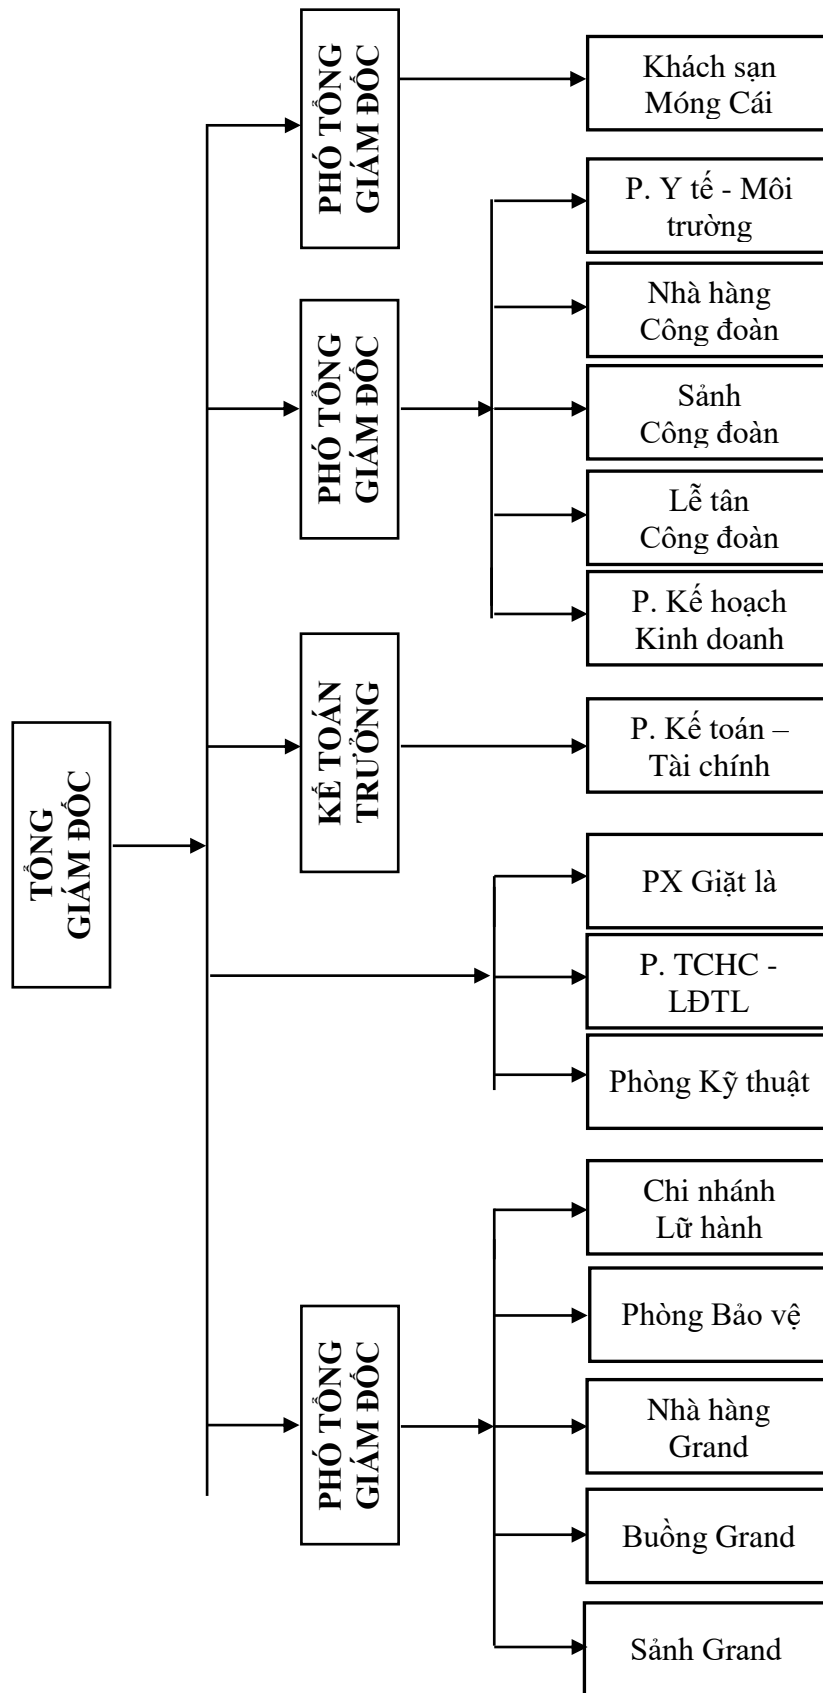 TỔNG
GIÁM ĐỐC
PHÓ TỔNG
GIÁM ĐỐC
Khách sạn
Móng Cái
PHÓ TỔNG
GIÁM ĐỐC
P. Y tế - Môi
trường
Nhà hàng
Công đoàn
Sảnh
Công đoàn
Lễ tân
Công đoàn
P. Kế hoạch
Kinh doanh
KẾ TOÁN
TRƯỞNG
P. Kế toán –
Tài chính
PX Giặt là
P. TCHC -
LĐTL
Phòng Kỹ thuật
PHÓ TỔNG
GIÁM ĐỐC
Chi nhánh
Lữ hành
Phòng Bảo vệ
Nhà hàng
Grand
Buồng Grand
Sảnh Grand